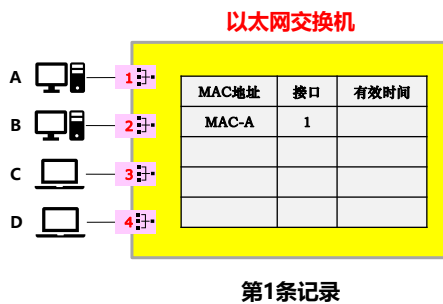 以太网交换机
A 1
MAC地址 接口 有效时间
B 2 MAC-A 1
C 3
D 4
第1条记录